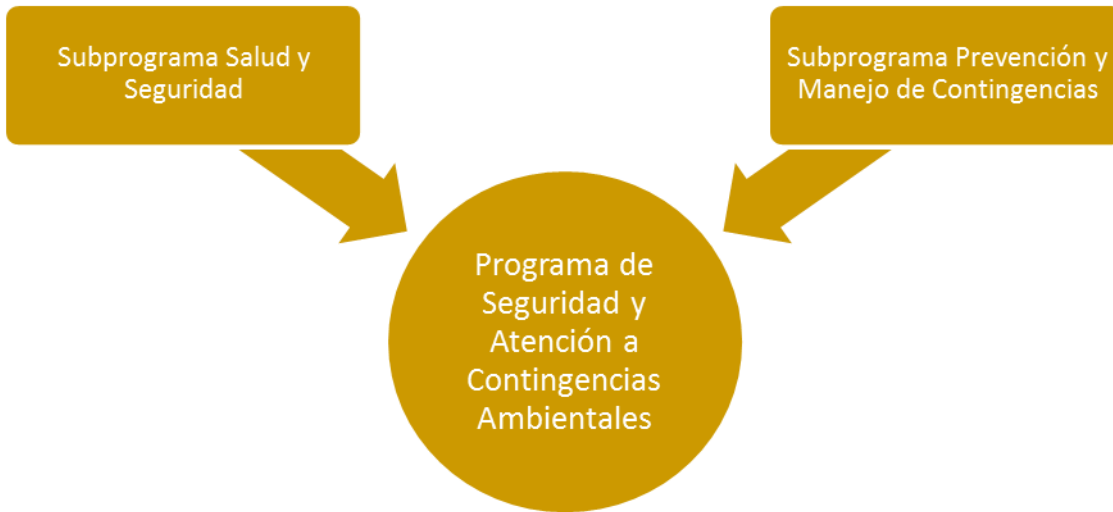 Subprograma Salud y
Seguridad
Subprograma Prevención y
Manejo de Contingencias
Programa de
Seguridad y
Atención a
Contingencias
Ambientales